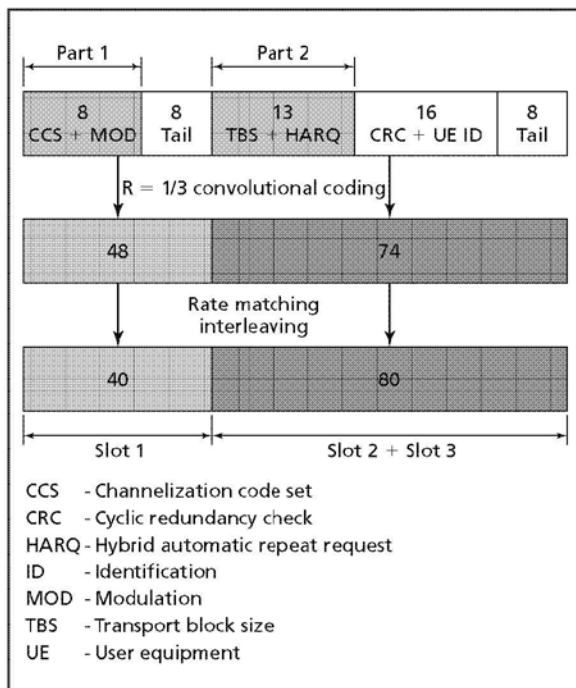 Part 1 Part 2
8 8 13 16 8
CCS + MOD Tail TBS + HARQ CRC + UE ID Tail
R = 1/3 convolutional coding
48 74
Rate matching
interleaving
40 80
Slot 1 Slot 2 + Slot 3
CCS - Channelization code set
CRC - Cyclic redundancy check
HARQ - Hybrid automatic repeat request
ID - Identification
MOD - Modulation
TBS - Transport block size
UE - User equipment